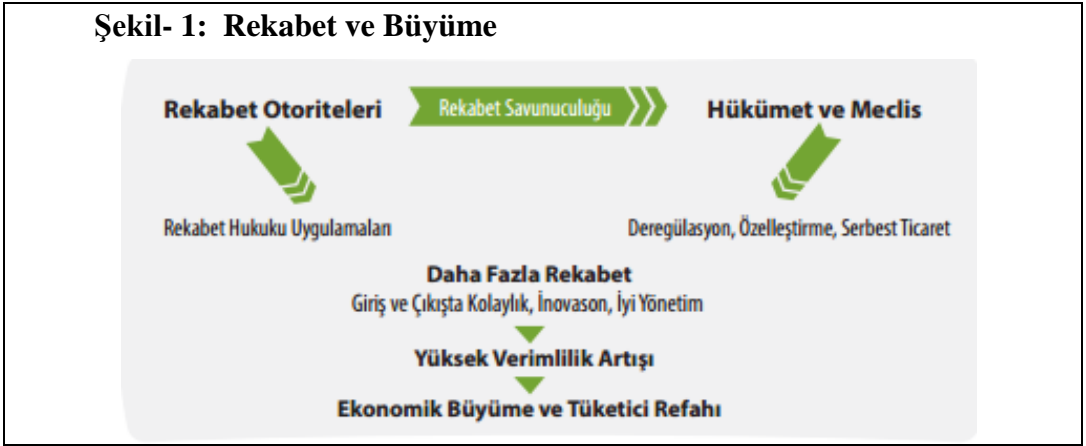 Şekil- 1: Rekabet ve Büyüme
Rekabet Otoriteleri
Rekabet Savunuculuğu
Hükümet ve Meclis
Rekabet Hukuku Uygulamaları
Deregülasyon, Özelleştirme, Serbest Ticaret
Daha Fazla Rekabet
Giriş ve Çıkışta Kolaylık, İnovason, İyi Yönetim
Yüksek Verimlilik Artışı
Ekonomik Büyüme ve Tüketici Refahı